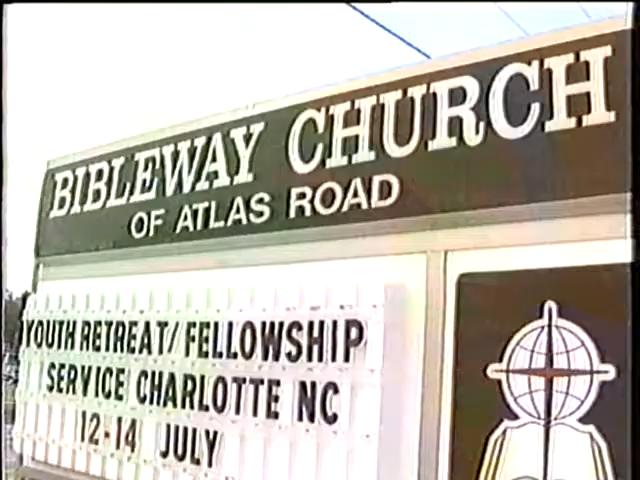 BIBLEWAY CHURCH
OF ATLAS ROAD
YOUTH RETREAT/ FELLOWSHIP
SERVICE CHARLOTTE NC
12-14 JULY